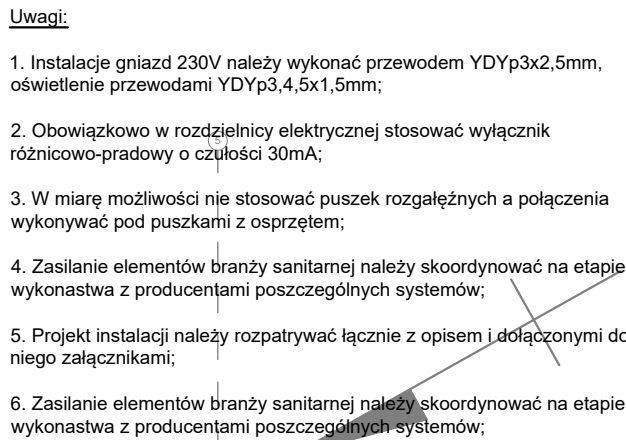 Uwagi:
1. Instalacje gniazd 230V należy wykonać przewodem YDYp3x2,5mm,
oświetlenie przewodami YDYp3,4,5x1,5mm;
2. Obowiązkowo w rozdzielnicy elektrycznej stosować wyłącznik
5
różnicowo-pradowy o czułości 30mA;
3. W miarę możliwości nie stosować puszek rozgałęźnych a połączenia
wykonywać pod puszkami z osprzętem;
4. Zasilanie elementów branży sanitarnej należy skoordynować na etapie
wykonastwa z producentami poszczególnych systemów;
5. Projekt instalacji należy rozpatrywać łącznie z opisem i dołączonymi do
niego załącznikami;
6. Zasilanie elementów branży sanitarnej należy skoordynować na etapie
wykonastwa z producentami poszczególnych systemów;